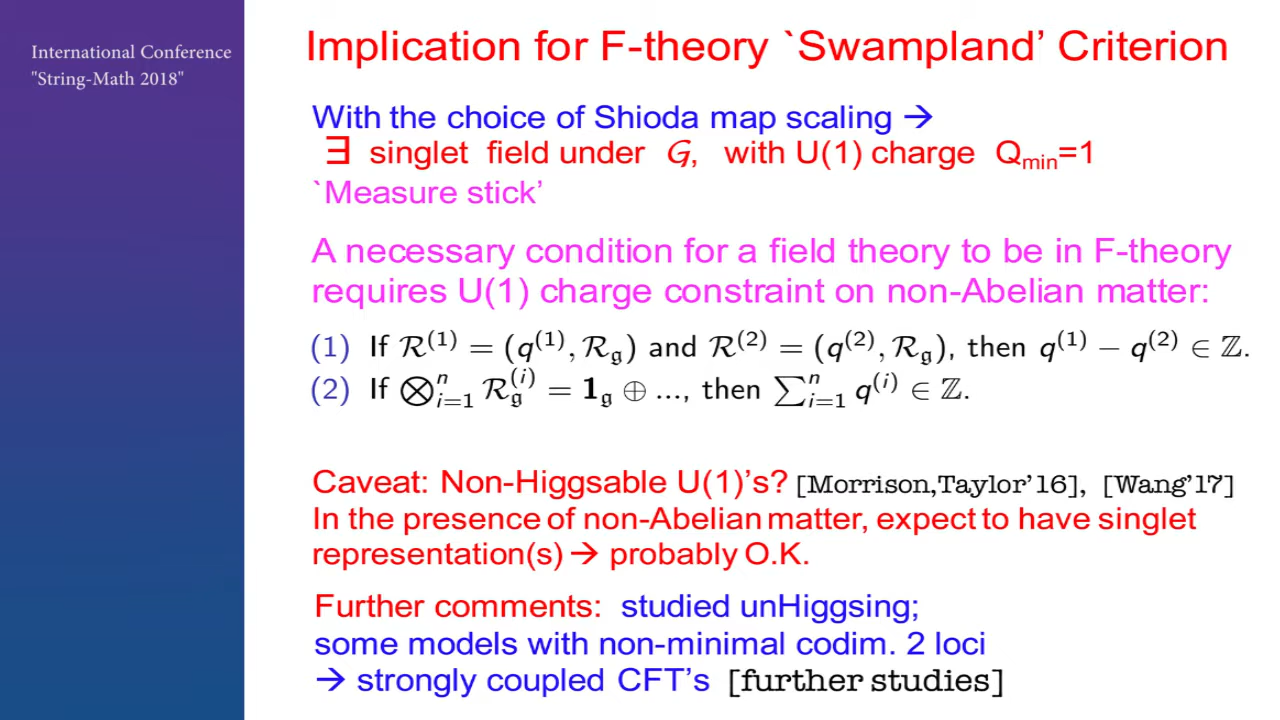 International Conference
"String-Math 2018"
Implication for F-theory `Swampland' Criterion
With the choice of Shioda map scaling →
∃ singlet field under 𝒢, with U(1) charge Qmin=1
`Measure stick'
A necessary condition for a field theory to be in F-theory
requires U(1) charge constraint on non-Abelian matter:
(1) If ℛ⁽¹⁾ = (q⁽¹⁾, ℛ𝔤) and ℛ⁽²⁾ = (q⁽²⁾, ℛ𝔤), then q⁽¹⁾ − q⁽²⁾ ∈ ℤ.
(2) If ⨂ⁿᵢ₌₁ ℛ𝔤⁽ⁱ⁾ = 𝟏𝔤 ⊕ ..., then ∑ⁿᵢ₌₁ q⁽ⁱ⁾ ∈ ℤ.
Caveat: Non-Higgsable U(1)'s? [Morrison,Taylor'16], [Wang'17]
In the presence of non-Abelian matter, expect to have singlet
representation(s) → probably O.K.
Further comments: studied unHiggsing;
some models with non-minimal codim. 2 loci
→ strongly coupled CFT's [further studies]